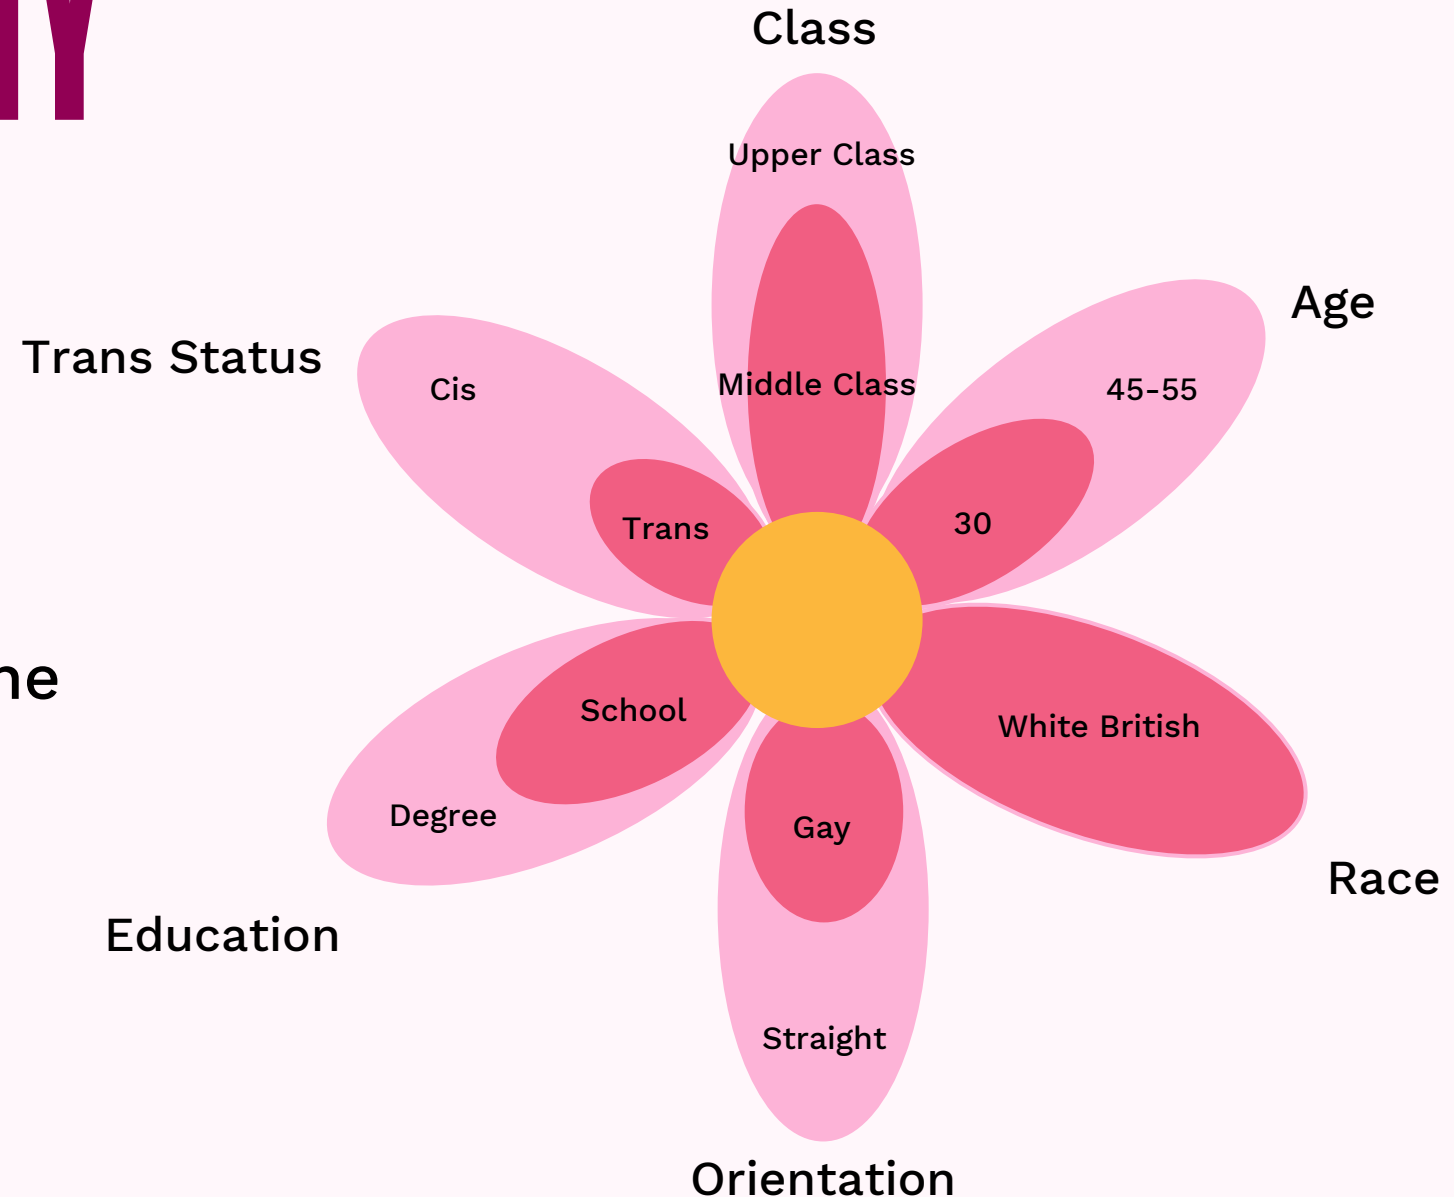 Class
Upper Class
Age
Trans Status
Middle Class
Cis
45-55
30
Trans
School
White British
Degree
Gay
Race
Education
Straight
Orientation